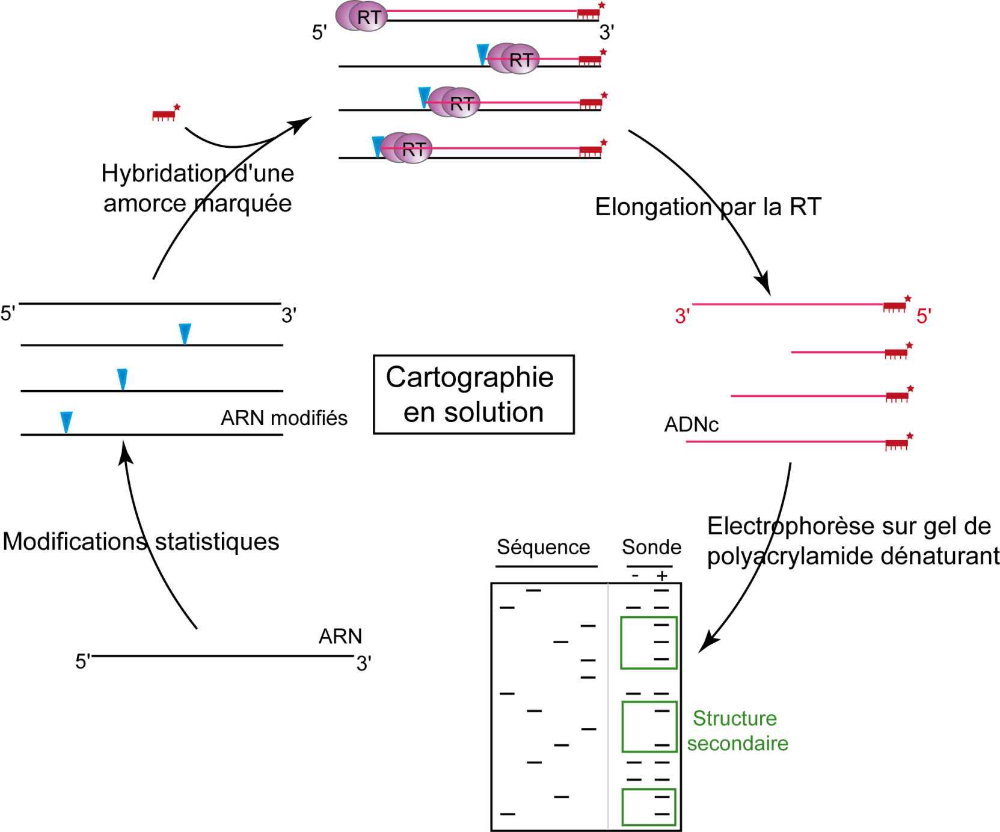 RT
5'
3'
RT
RT
RT
Hybridation d'une
amorce marquée
Elongation par la RT
5'
3'
3'
5'
Cartographie
en solution
ARN modifiés
ADNc
Modifications statistiques
Electrophorèse sur gel de
polyacrylamide dénaturant
Séquence
Sonde
- +
ARN
5'
3'
Structure
secondaire